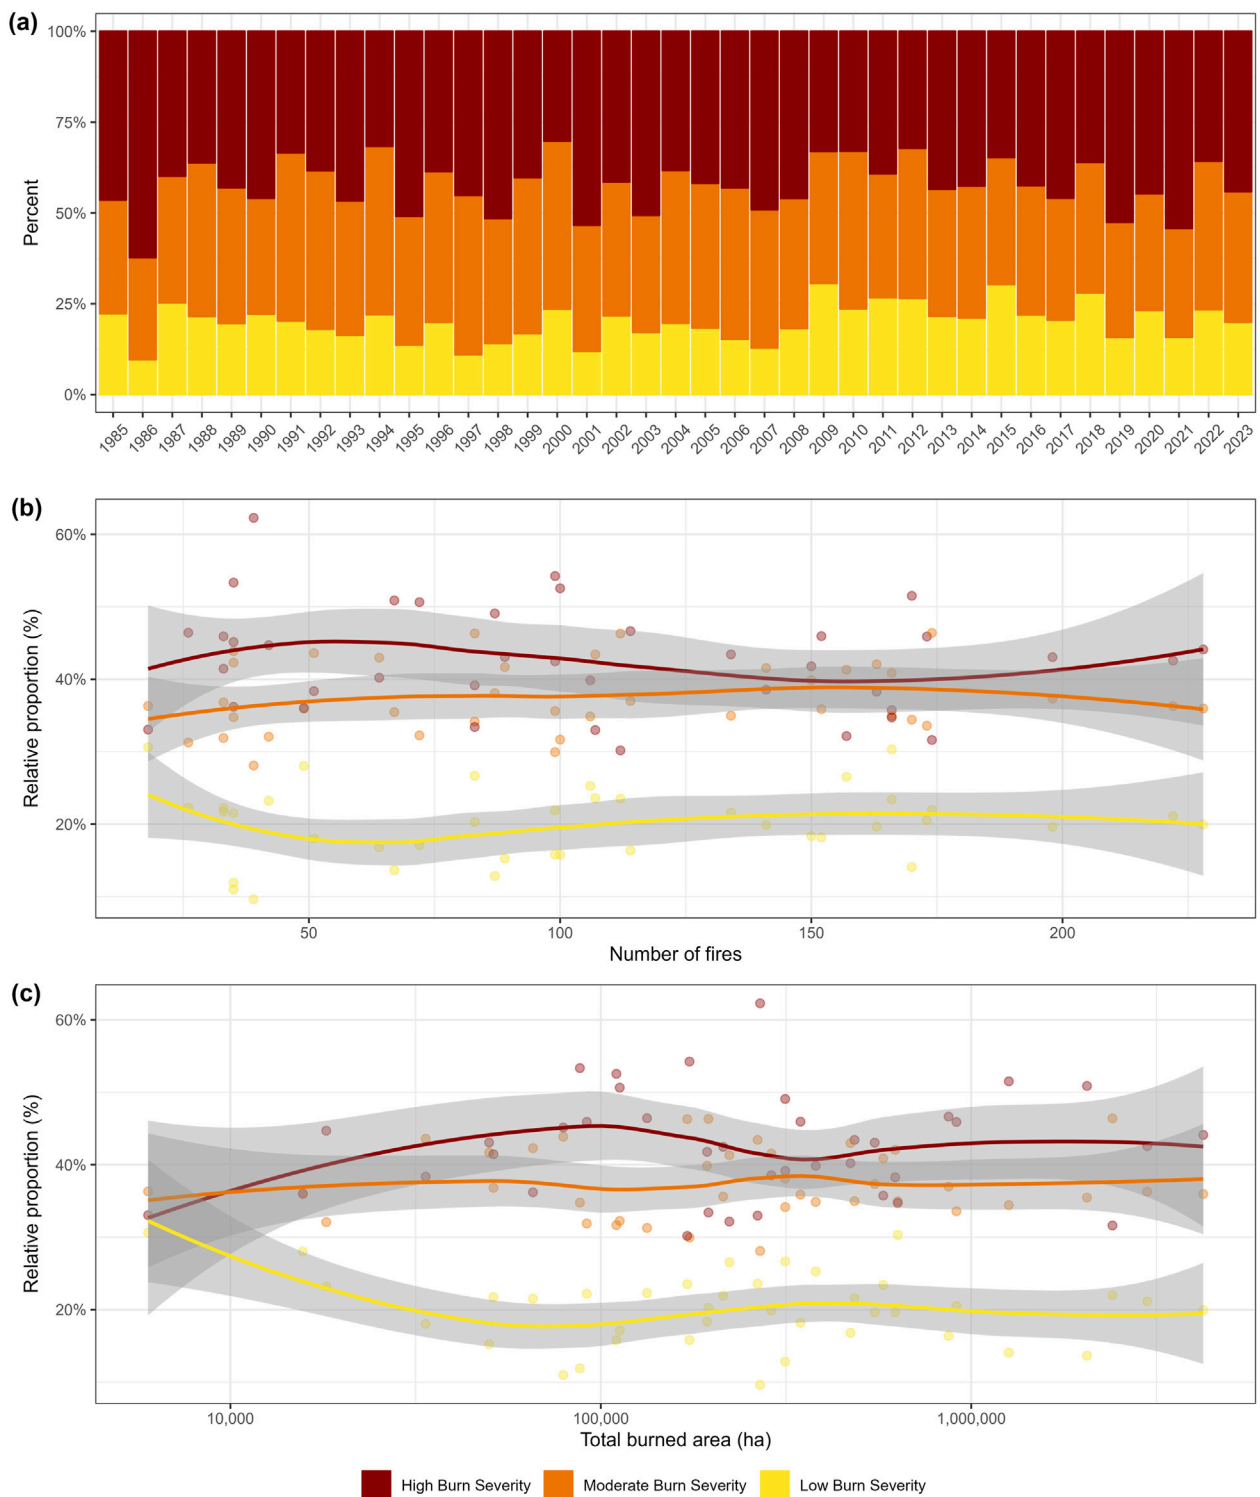 (a)
100%
75%
50%
25%
0%
Percent
1985 1986 1987 1988 1989 1990 1991 1992 1993 1994 1995 1996 1997 1998 1999 2000 2001 2002 2003 2004 2005 2006 2007 2008 2009 2010 2011 2012 2013 2014 2015 2016 2017 2018 2019 2020 2021 2022 2023
(b)
60%
40%
20%
Relative proportion (%)
50 100 150 200
Number of fires
(c)
60%
40%
20%
Relative proportion (%)
10,000 100,000 1,000,000
Total burned area (ha)
High Burn Severity Moderate Burn Severity Low Burn Severity